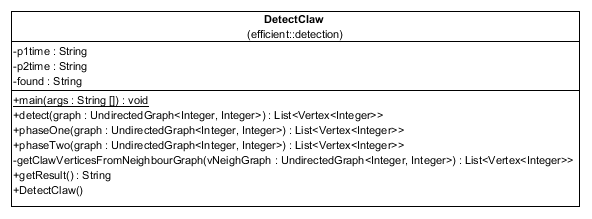 DetectClaw
(efficient::detection)
-p1time : String
-p2time : String
-found : String
+main(args : String []) : void
+detect(graph : UndirectedGraph<Integer, Integer>) : List<Vertex<Integer>>
+phaseOne(graph : UndirectedGraph<Integer, Integer>) : List<Vertex<Integer>>
+phaseTwo(graph : UndirectedGraph<Integer, Integer>) : List<Vertex<Integer>>
-getClawVerticesFromNeighbourGraph(vNeighGraph : UndirectedGraph<Integer, Integer>) : List<Vertex<Integer>>
+getResult() : String
+DetectClaw()